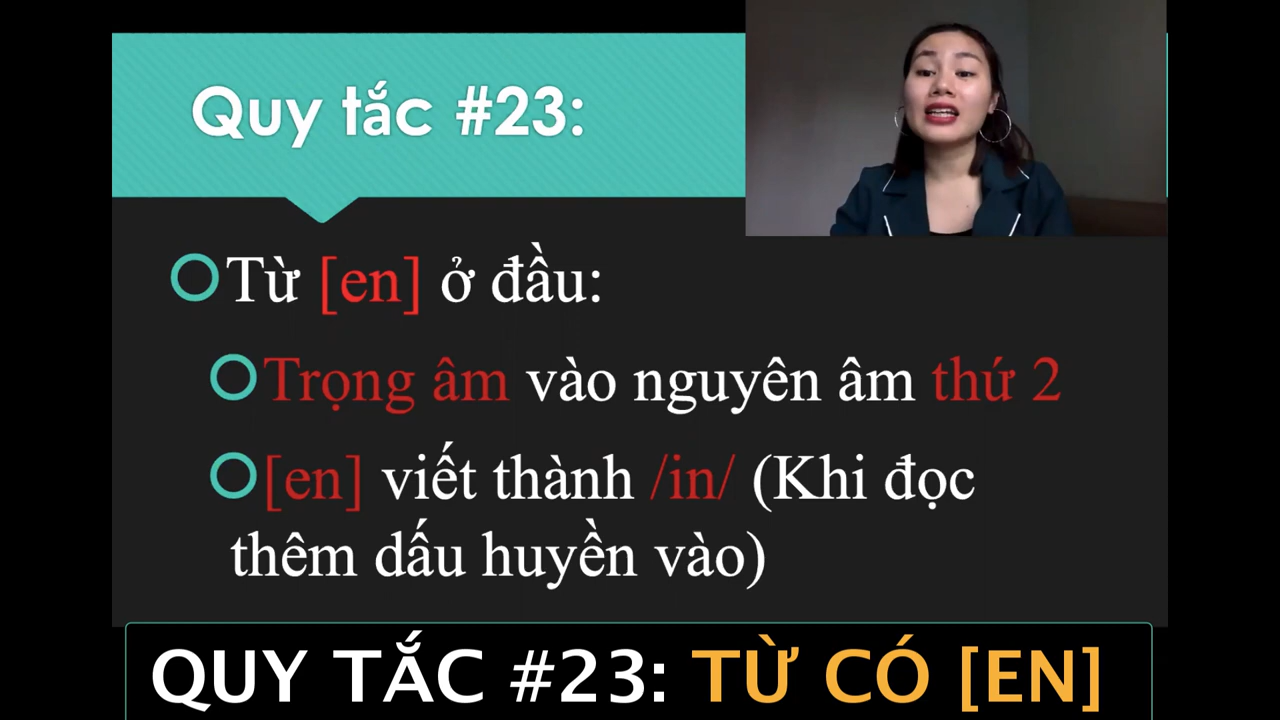 Quy tắc #23:
Từ [en] ở đầu:
Trọng âm vào nguyên âm thứ 2
[en] viết thành /in/ (Khi đọc
thêm dấu huyền vào)
QUY TẮC #23: TỪ CÓ [EN]